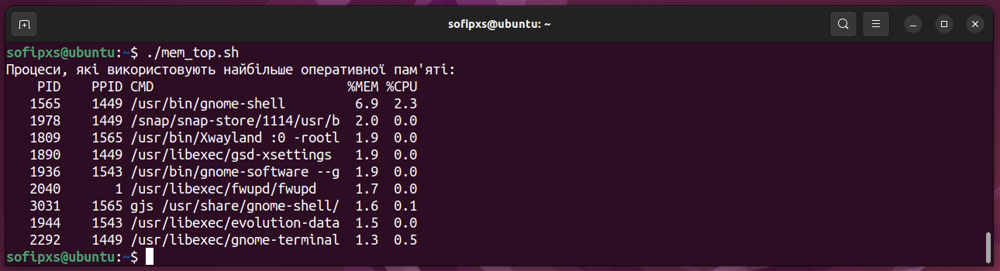 sofipxs@ubuntu: ~
sofipxs@ubuntu:~$ ./mem_top.sh
Процеси, які використовують найбільше оперативної пам'яті:
    PID    PPID CMD                         %MEM %CPU
   1565    1449 /usr/bin/gnome-shell         6.9  2.3
   1978    1449 /snap/snap-store/1114/usr/b  2.0  0.0
   1809    1565 /usr/bin/Xwayland :0 -rootl  1.9  0.0
   1890    1449 /usr/libexec/gsd-xsettings   1.9  0.0
   1936    1543 /usr/bin/gnome-software --g  1.9  0.0
   2040       1 /usr/libexec/fwupd/fwupd     1.7  0.0
   3031    1565 gjs /usr/share/gnome-shell/  1.6  0.1
   1944    1543 /usr/libexec/evolution-data  1.5  0.0
   2292    1449 /usr/libexec/gnome-terminal  1.3  0.5
sofipxs@ubuntu:~$